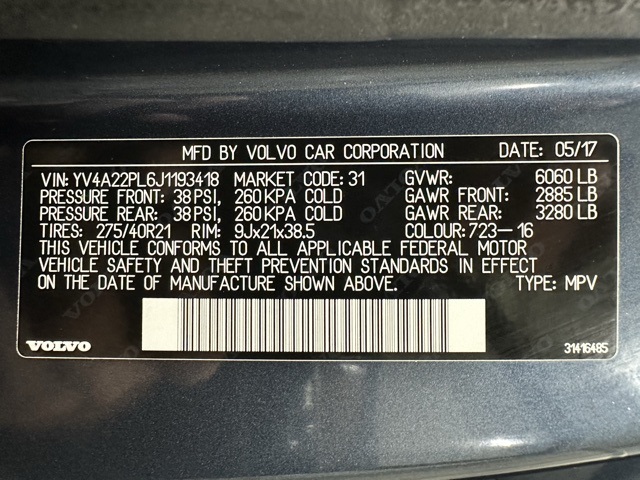 MFD BY VOLVO CAR CORPORATION DATE: 05/17
VIN: YV4A22PL6J1193418 MARKET CODE: 31 GVWR: 6060 LB
PRESSURE FRONT: 38 PSI, 260 KPA COLD GAWR FRONT: 2885 LB
PRESSURE REAR: 38 PSI, 260 KPA COLD GAWR REAR: 3280 LB
TIRES: 275/40R21 RIM: 9Jx21x38.5 COLOUR: 723-16
THIS VEHICLE CONFORMS TO ALL APPLICABLE FEDERAL MOTOR
VEHICLE SAFETY AND THEFT PREVENTION STANDARDS IN EFFECT
ON THE DATE OF MANUFACTURE SHOWN ABOVE. TYPE: MPV
VOLVO 31416485